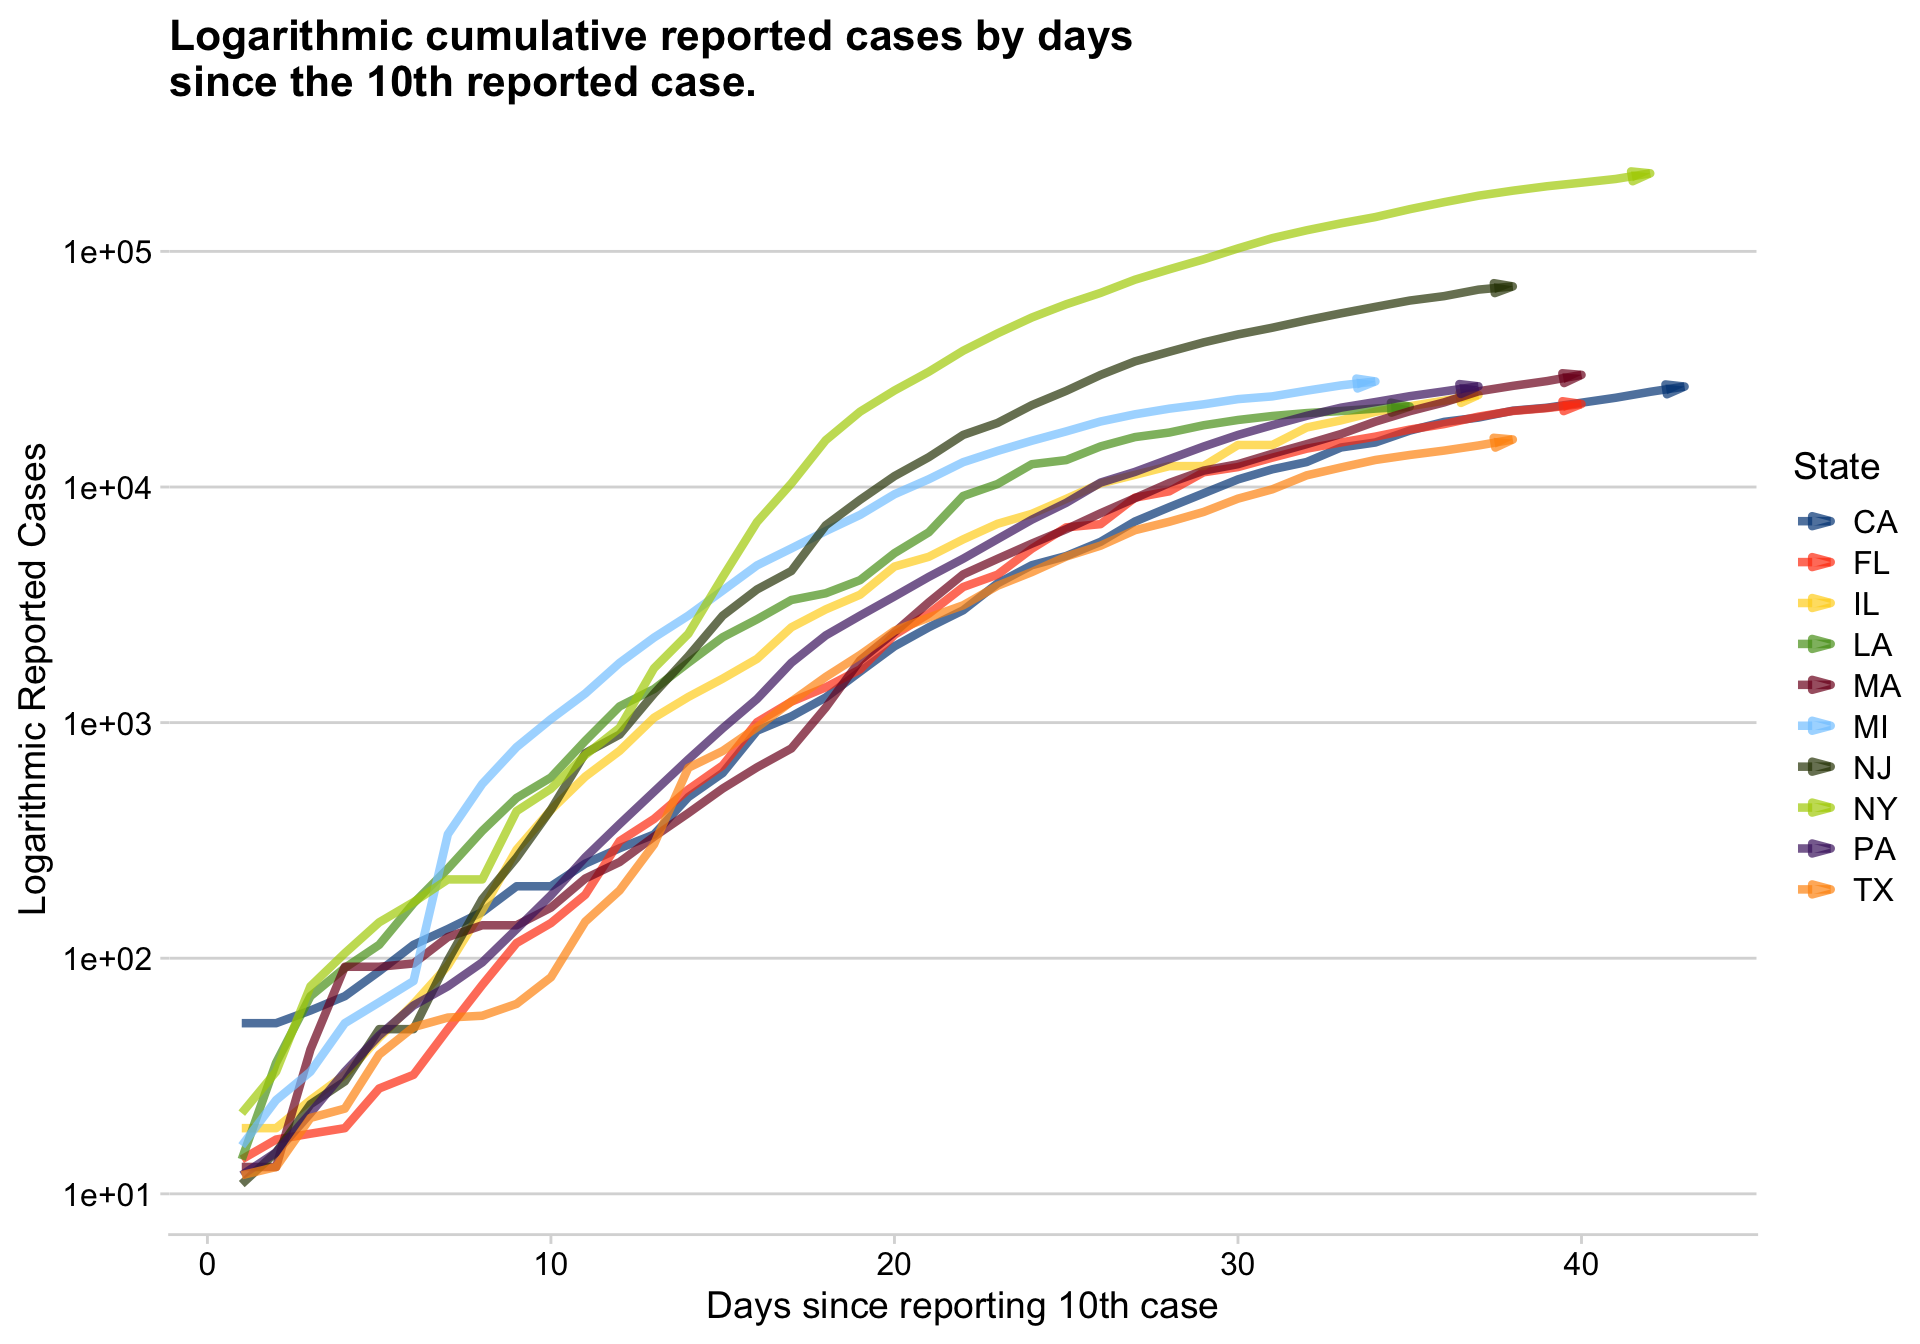 Logarithmic cumulative reported cases by days
since the 10th reported case.
Logarithmic Reported Cases
1e+05
1e+04
1e+03
1e+02
1e+01
0 10 20 30 40
Days since reporting 10th case
State
CA
FL
IL
LA
MA
MI
NJ
NY
PA
TX